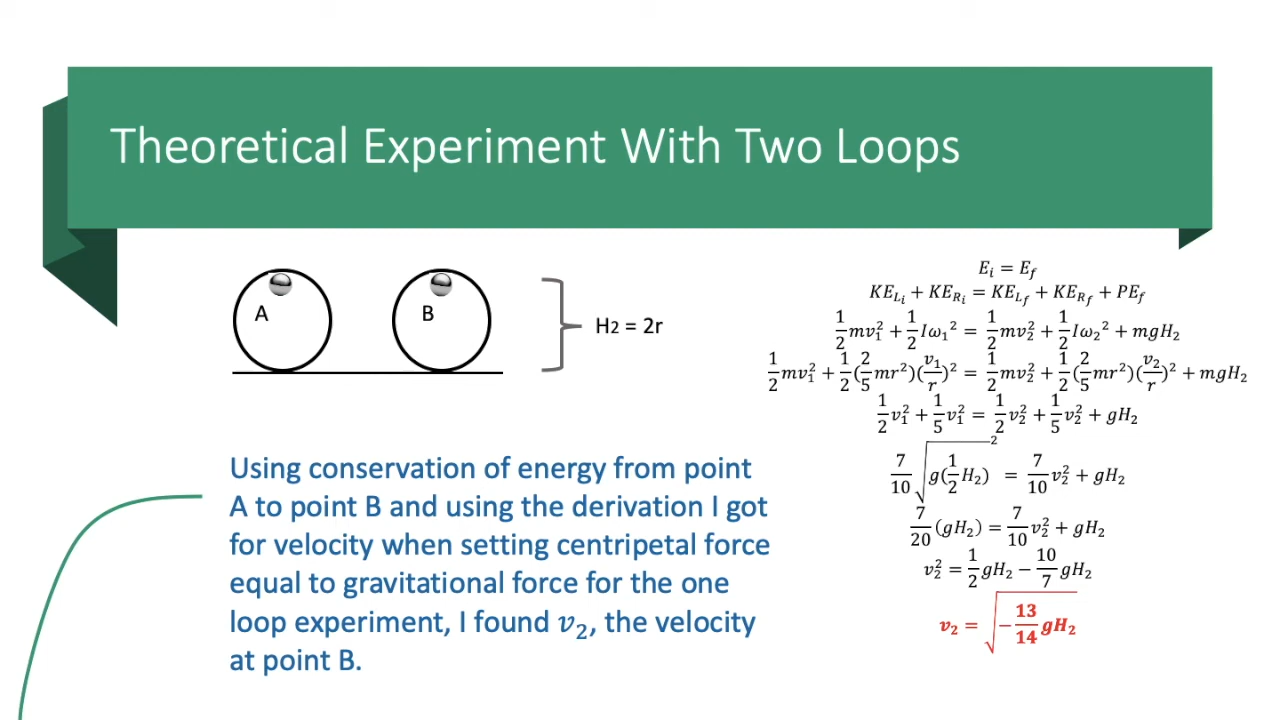 Theoretical Experiment With Two Loops
A
B
H2 = 2r
Using conservation of energy from point
A to point B and using the derivation I got
for velocity when setting centripetal force
equal to gravitational force for the one
loop experiment, I found 𝑣₂, the velocity
at point B.
𝐸ᵢ = 𝐸_f
𝐾𝐸_{L_i} + 𝐾𝐸_{R_i} = 𝐾𝐸_{L_f} + 𝐾𝐸_{R_f} + 𝑃𝐸_f
1/2 𝑚𝑣₁² + 1/2 𝐼𝜔₁² = 1/2 𝑚𝑣₂² + 1/2 𝐼𝜔₂² + 𝑚𝑔𝐻₂
1/2 𝑚𝑣₁² + 1/2 (2/5 𝑚𝑟²)(𝑣₁/𝑟)² = 1/2 𝑚𝑣₂² + 1/2 (2/5 𝑚𝑟²)(𝑣₂/𝑟)² + 𝑚𝑔𝐻₂
1/2 𝑣₁² + 1/5 𝑣₁² = 1/2 𝑣₂² + 1/5 𝑣₂² + 𝑔𝐻₂
7/10 √(𝑔(1/2 𝐻₂))² = 7/10 𝑣₂² + 𝑔𝐻₂
7/20 (𝑔𝐻₂) = 7/10 𝑣₂² + 𝑔𝐻₂
𝑣₂² = 1/2 𝑔𝐻₂ − 10/7 𝑔𝐻₂
𝒗₂ = √(−13/14 𝒈𝑯₂)